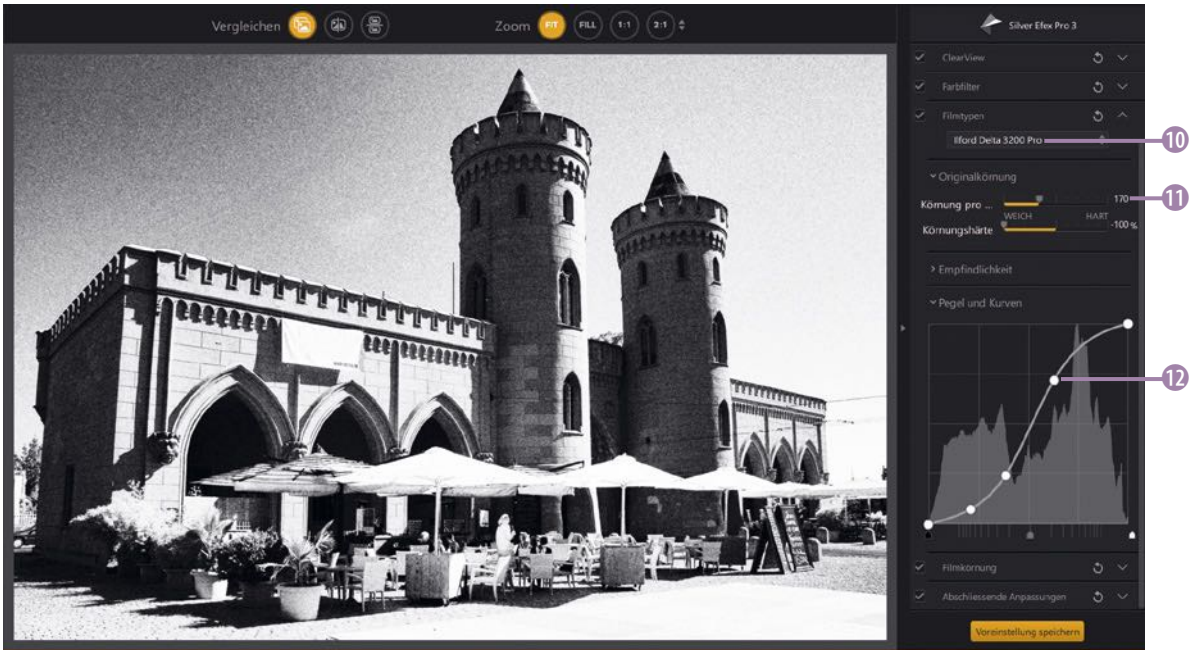 Vergleichen Zoom FIT FILL 1:1 2:1
Silver Efex Pro 3
ClearView
Farbfilter
Filmtypen
Ilford Delta 3200 Pro
10
Originalkörnung
Körnung pro ... 170
11
WEICH HART
Körnungshärte -100 %
Empfindlichkeit
Pegel und Kurven
12
Filmkörnung
Abschliessende Anpassungen
Voreinstellung speichern